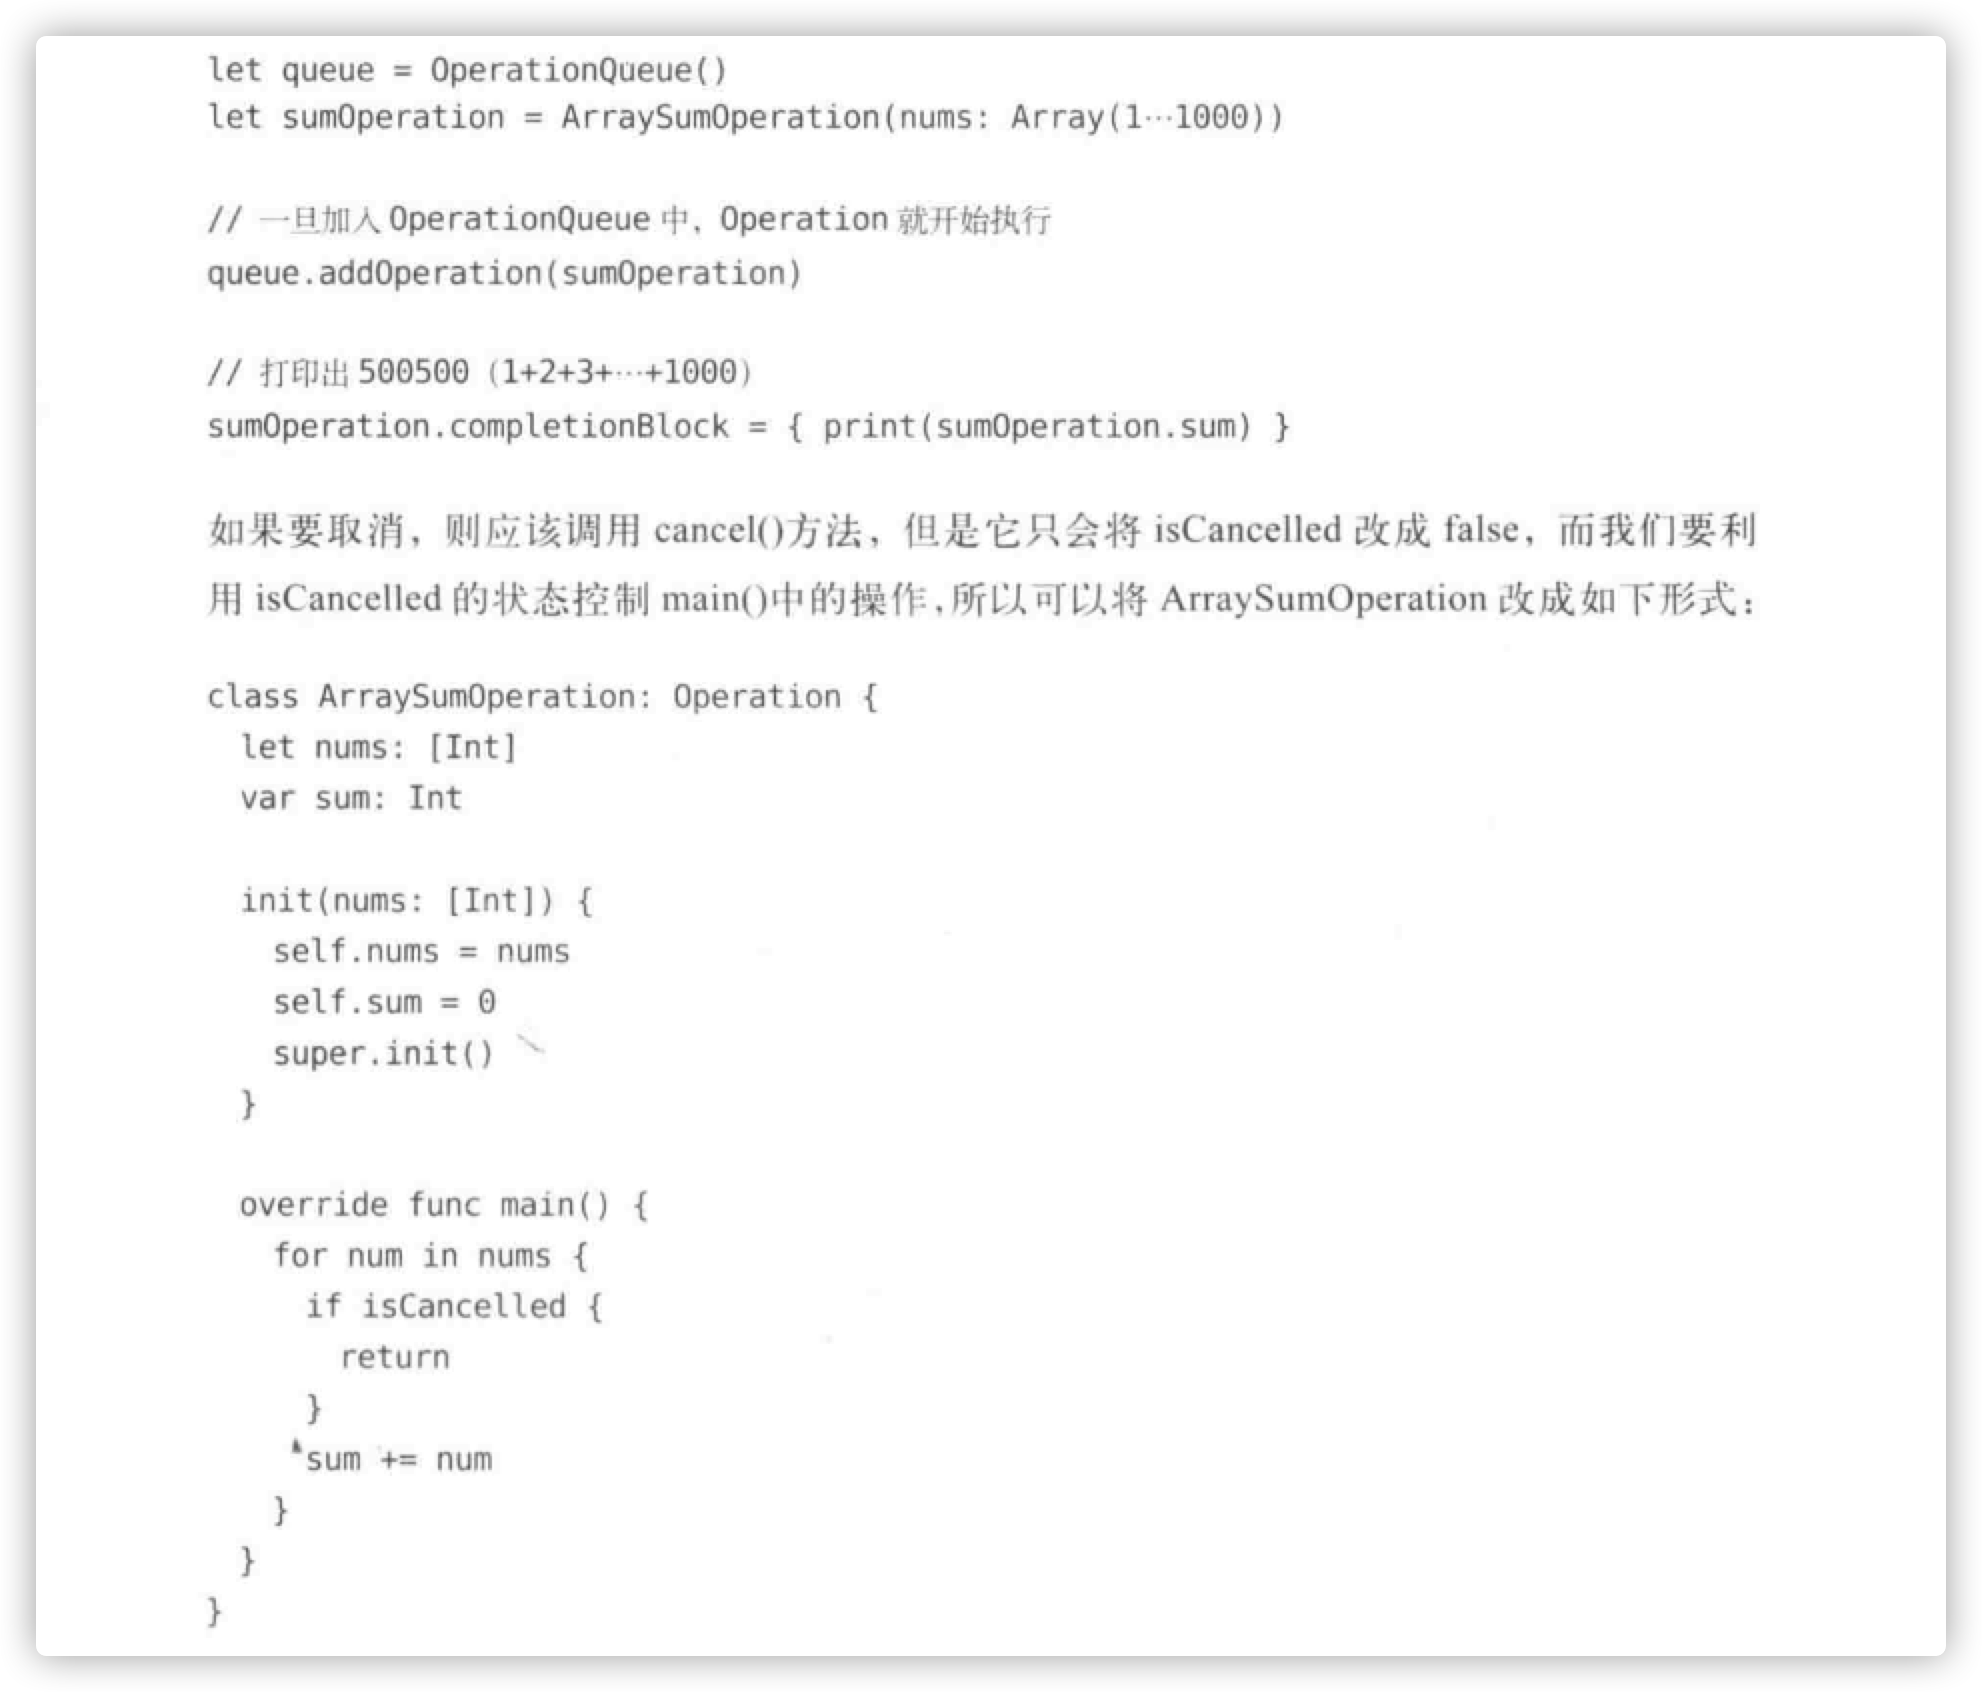 let queue = OperationQueue()
let sumOperation = ArraySumOperation(nums: Array(1…1000))
// 一旦加入 OperationQueue 中，Operation 就开始执行
queue.addOperation(sumOperation)
// 打印出 500500（1+2+3+…+1000）
sumOperation.completionBlock = { print(sumOperation.sum) }
如果要取消，则应该调用 cancel()方法，但是它只会将 isCancelled 改成 false，而我们要利
用 isCancelled 的状态控制 main()中的操作,所以可以将 ArraySumOperation 改成如下形式：
class ArraySumOperation: Operation {
  let nums: [Int]
  var sum: Int
  init(nums: [Int]) {
    self.nums = nums
    self.sum = 0
    super.init()
  }
  override func main() {
    for num in nums {
      if isCancelled {
        return
      }
      sum += num
    }
  }
}